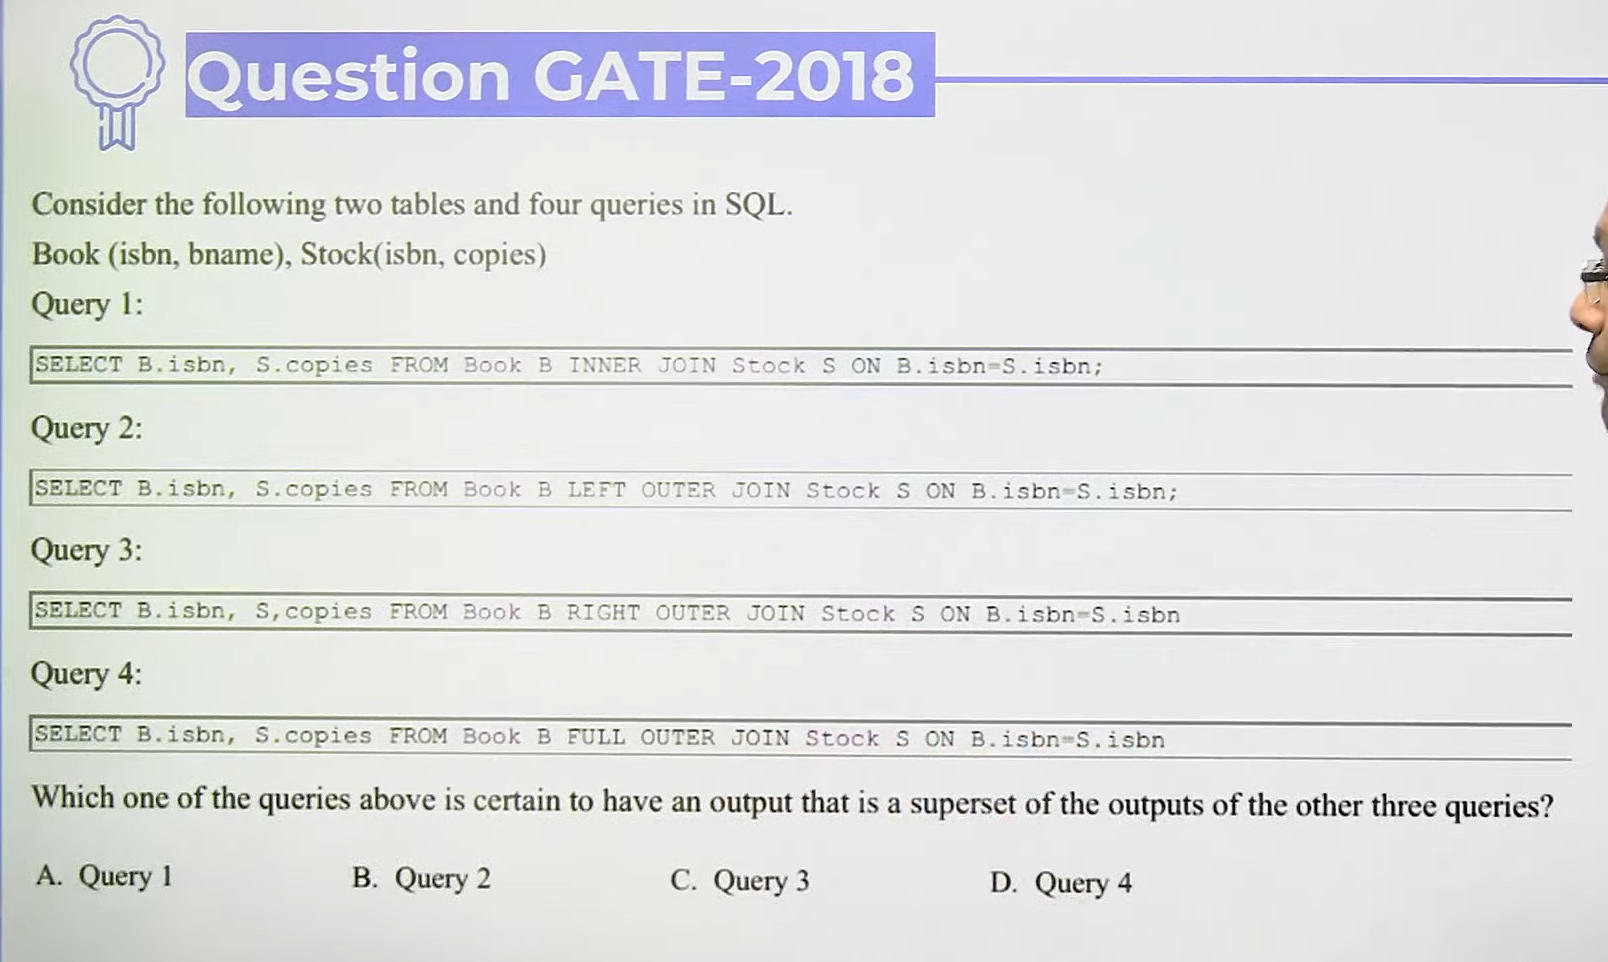 Question GATE-2018
Consider the following two tables and four queries in SQL.
Book (isbn, bname), Stock(isbn, copies)
Query 1:
SELECT B.isbn, S.copies FROM Book B INNER JOIN Stock S ON B.isbn=S.isbn;
Query 2:
SELECT B.isbn, S.copies FROM Book B LEFT OUTER JOIN Stock S ON B.isbn=S.isbn;
Query 3:
SELECT B.isbn, S,copies FROM Book B RIGHT OUTER JOIN Stock S ON B.isbn=S.isbn
Query 4:
SELECT B.isbn, S.copies FROM Book B FULL OUTER JOIN Stock S ON B.isbn=S.isbn
Which one of the queries above is certain to have an output that is a superset of the outputs of the other three queries?
A. Query 1 B. Query 2 C. Query 3 D. Query 4